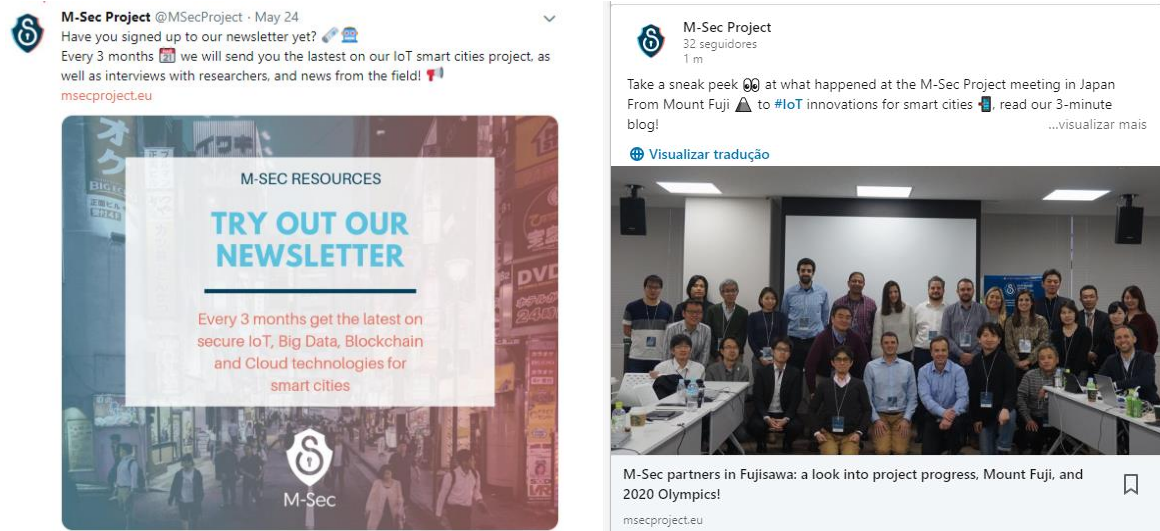 M-Sec Project @MSecProject · May 24
Have you signed up to our newsletter yet?
Every 3 months we will send you the lastest on our IoT smart cities project, as
well as interviews with researchers, and news from the field!
msecproject.eu
M-SEC RESOURCES
TRY OUT OUR
NEWSLETTER
Every 3 months get the latest on
secure IoT, Big Data, Blockchain
and Cloud technologies for
smart cities
オク
BIG
DVD
24
M-Sec
M-Sec Project
32 seguidores
1 m
Take a sneak peek at what happened at the M-Sec Project meeting in Japan
From Mount Fuji to #IoT innovations for smart cities , read our 3-minute
blog!
...visualizar mais
Visualizar tradução
M-Sec partners in Fujisawa: a look into project progress, Mount Fuji, and
2020 Olympics!
msecproject.eu